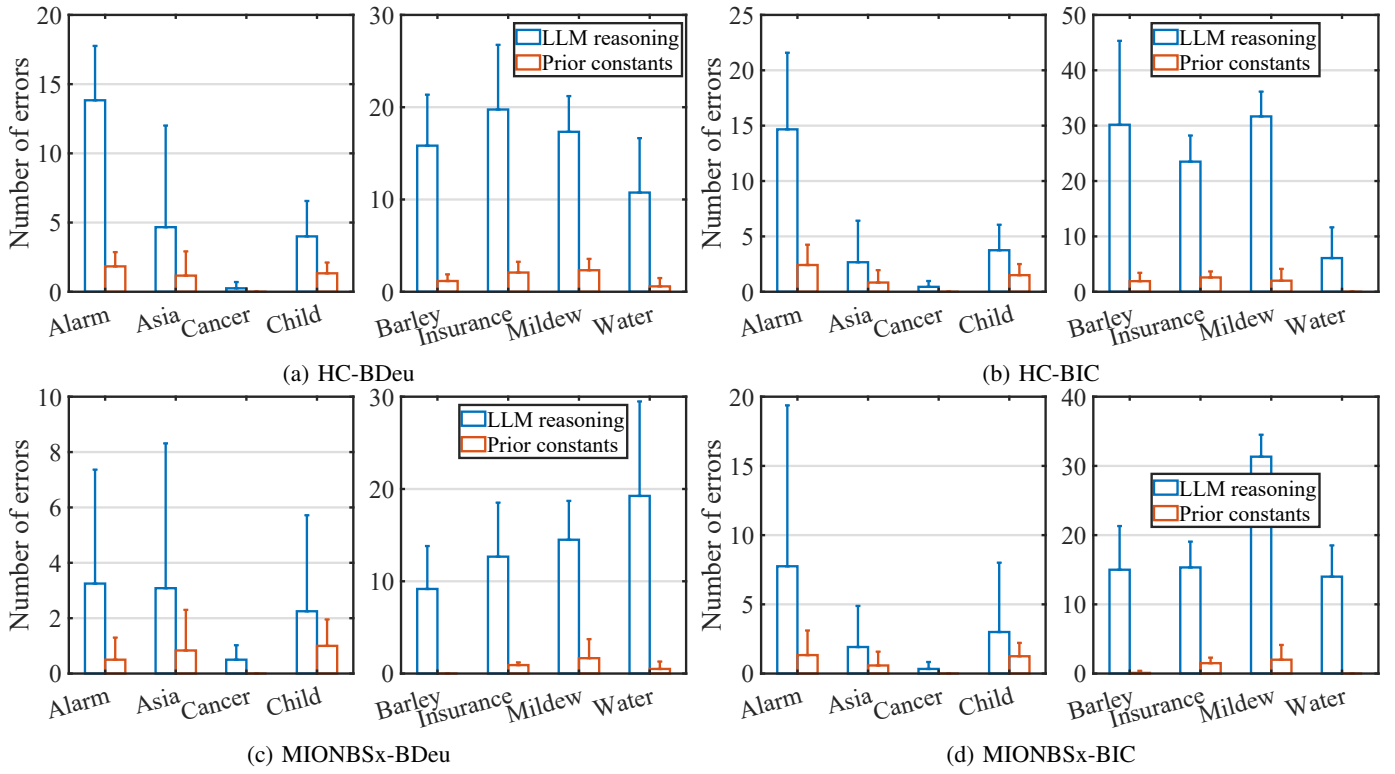 Number of errors
20
15
10
5
0
Alarm Asia Cancer Child
30
20
10
0
LLM reasoning
Prior constants
Barley Insurance Mildew Water
(a) HC-BDeu
Number of errors
25
20
15
10
5
0
Alarm Asia Cancer Child
50
40
30
20
10
0
LLM reasoning
Prior constants
Barley Insurance Mildew Water
(b) HC-BIC
Number of errors
10
8
6
4
2
0
Alarm Asia Cancer Child
30
20
10
0
LLM reasoning
Prior constants
Barley Insurance Mildew Water
(c) MIONBSx-BDeu
Number of errors
20
15
10
5
0
Alarm Asia Cancer Child
40
30
20
10
0
LLM reasoning
Prior constants
Barley Insurance Mildew Water
(d) MIONBSx-BIC